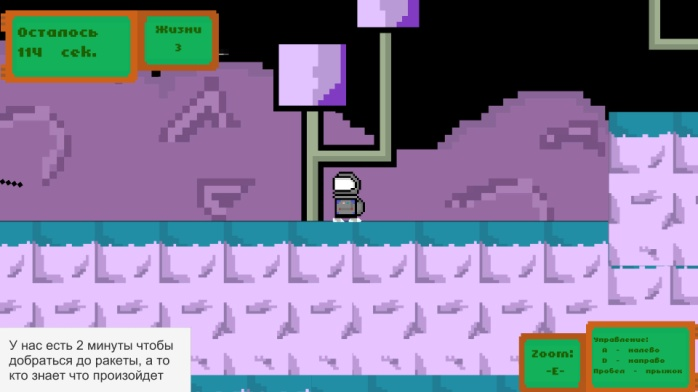 Осталось
114 сек.
Жизни
3
У нас есть 2 минуты чтобы
добраться до ракеты, а то
кто знает что произойдет
Zoom:
-E-
Управление:
A - налево
D - направо
Пробел - прыжок